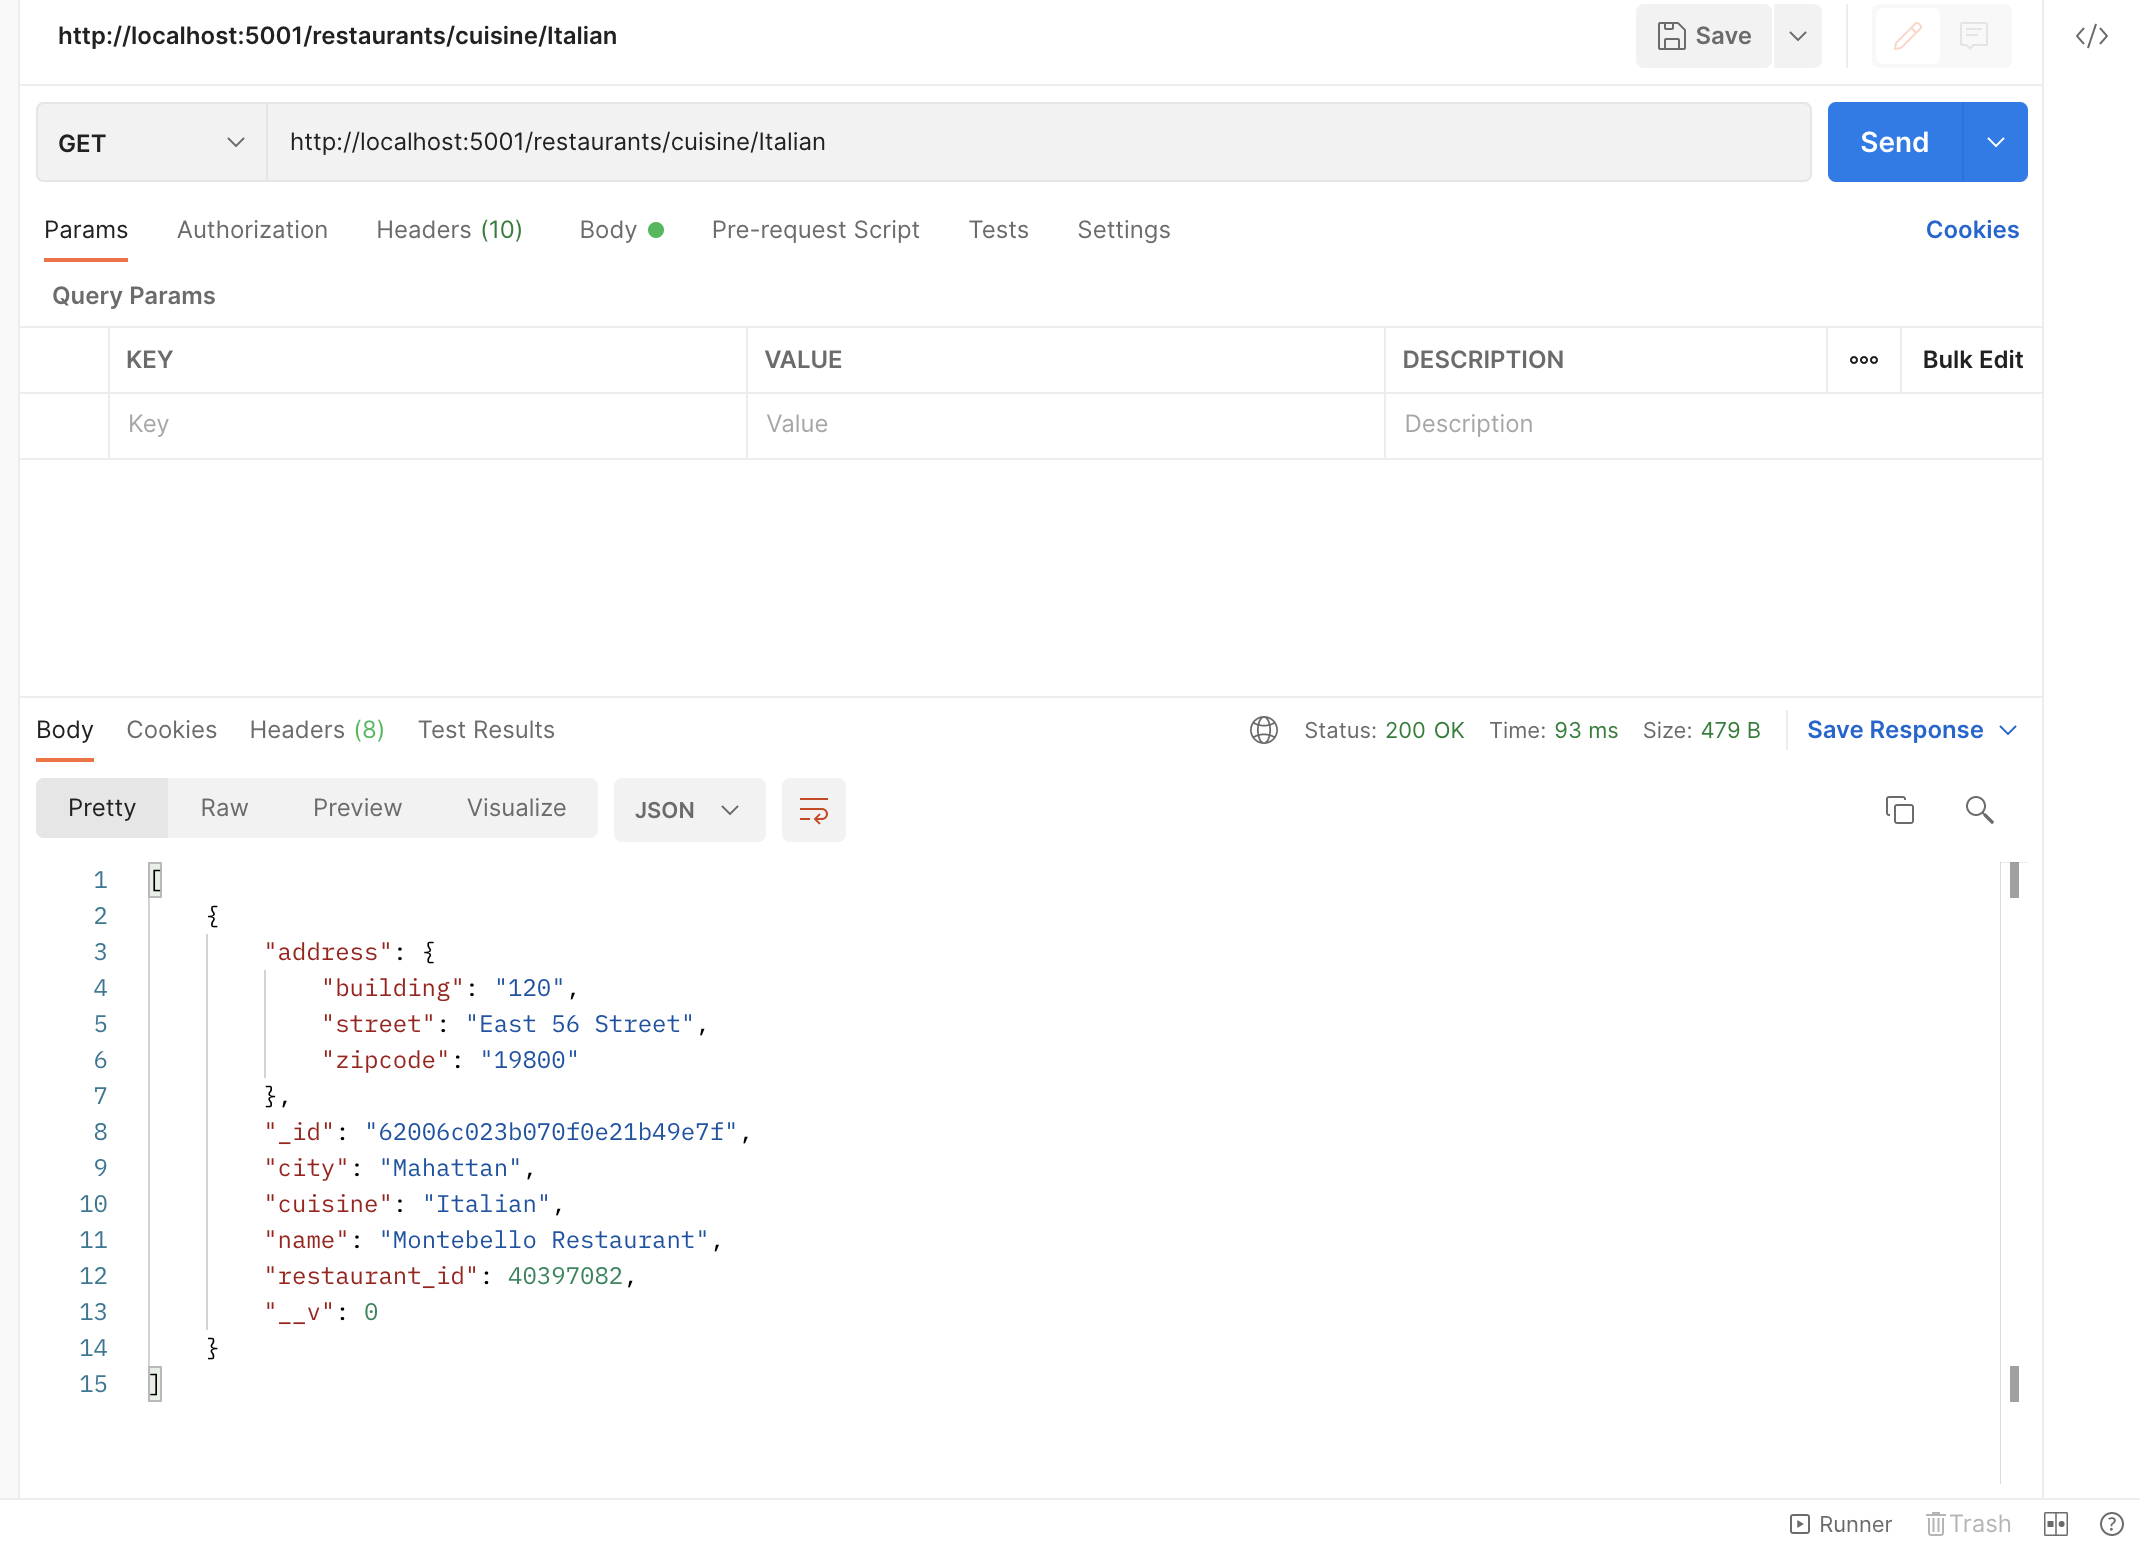 http://localhost:5001/restaurants/cuisine/Italian
Save
GET http://localhost:5001/restaurants/cuisine/Italian Send
Params Authorization Headers (10) Body Pre-request Script Tests Settings Cookies
Query Params
KEY VALUE DESCRIPTION Bulk Edit
Key Value Description
Body Cookies Headers (8) Test Results Status: 200 OK Time: 93 ms Size: 479 B Save Response
Pretty Raw Preview Visualize JSON
1 [
2 {
3 "address": {
4 "building": "120",
5 "street": "East 56 Street",
6 "zipcode": "19800"
7 },
8 "_id": "62006c023b070f0e21b49e7f",
9 "city": "Mahattan",
10 "cuisine": "Italian",
11 "name": "Montebello Restaurant",
12 "restaurant_id": 40397082,
13 "__v": 0
14 }
15 ]
Runner Trash